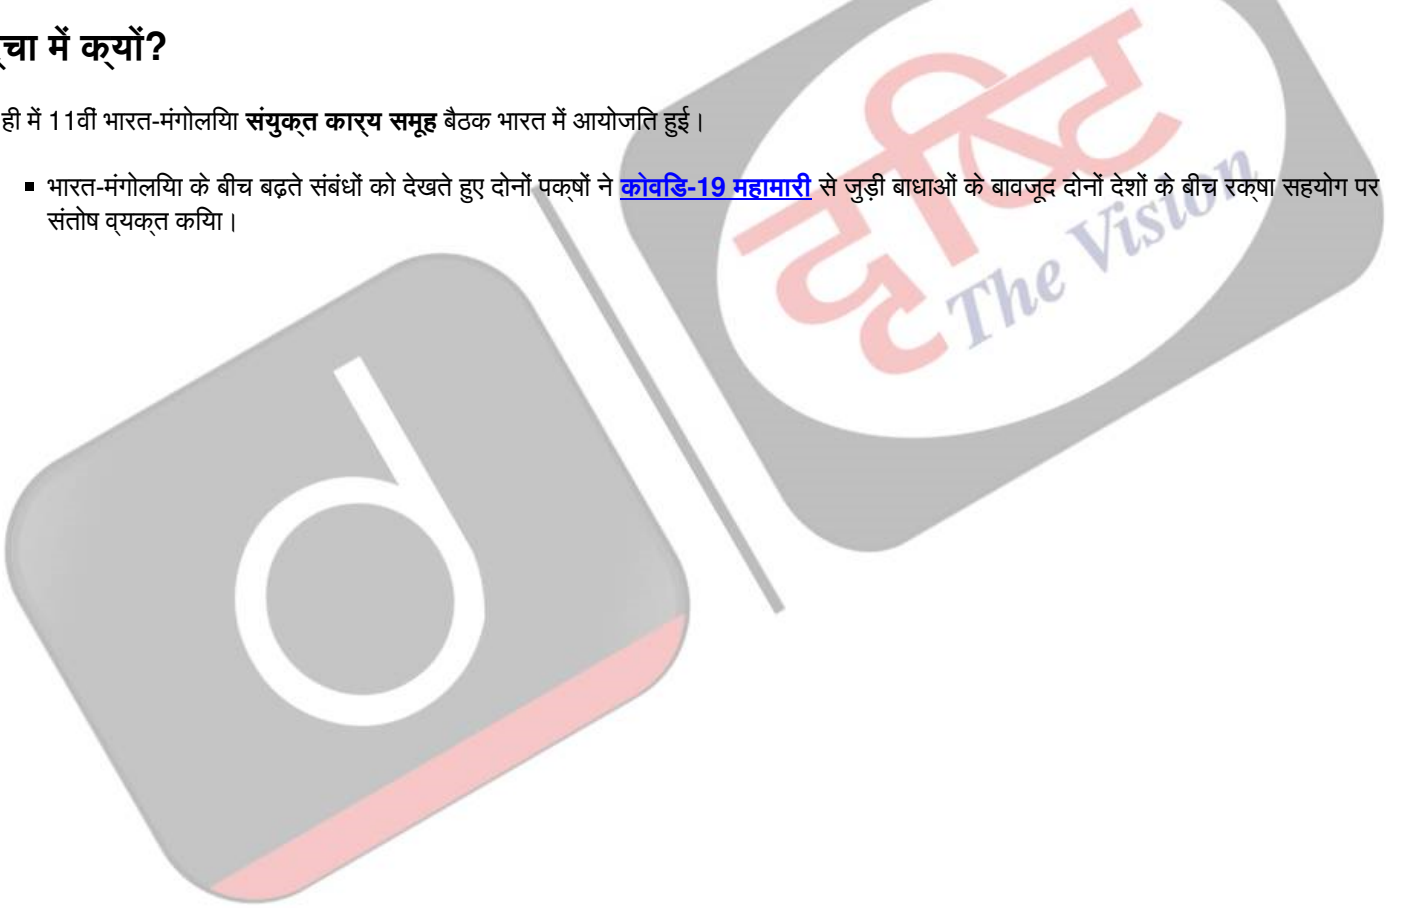 चा में क्यों?
ही में 11वीं भारत-मंगोलिया संयुक्त कार्य समूह बैठक भारत में आयोजित हुई।
▪ भारत-मंगोलिया के बीच बढ़ते संबंधों को देखते हुए दोनों पक्षों ने कोविड-19 महामारी से जुड़ी बाधाओं के बावजूद दोनों देशों के बीच रक्षा सहयोग पर
संतोष व्यक्त किया।
दृष्टि
The Vision
d